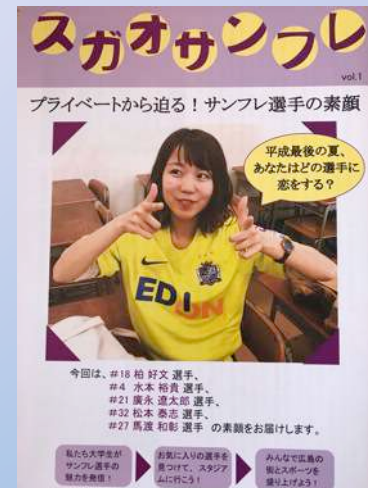 スガオサンフレ
vol.1
プライベートから迫る！サンフレ選手の素顔
平成最後の夏、
あなたはどの選手に
恋をする？
EDION
今回は、#18 柏 好文 選手、
#4 水本 裕貴 選手、
#21 廣永 遼太郎 選手、
#32 松本 泰志 選手、
#27 馬渡 和彰 選手 の素顔をお届けします。
私たち大学生が
サンフレ選手の
魅力を発信！
お気に入りの選手を
見つけて、スタジア
ムに行こう！
みんなで広島の
街とスポーツを
盛り上げよう！